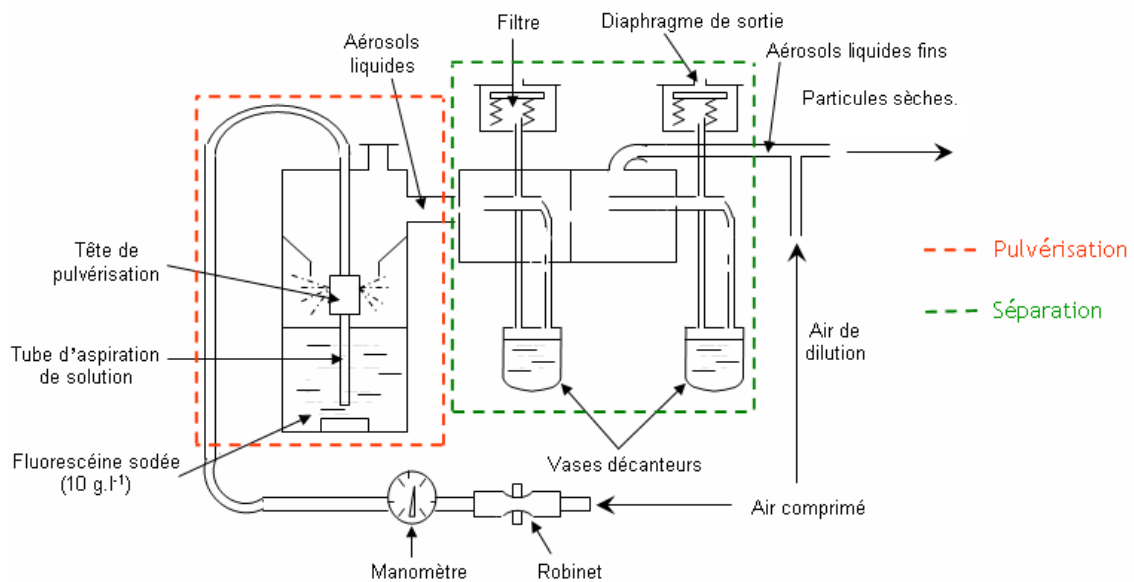 Filtre
Diaphragme de sortie
Aérosols
liquides
Aérosols liquides fins
Particules sèches.
Tête de
pulvérisation
Pulvérisation
Séparation
Tube d'aspiration
de solution
Air de
dilution
Fluorescéine sodée
(10 g.l-1)
Vases décanteurs
Air comprimé
Manomètre
Robinet